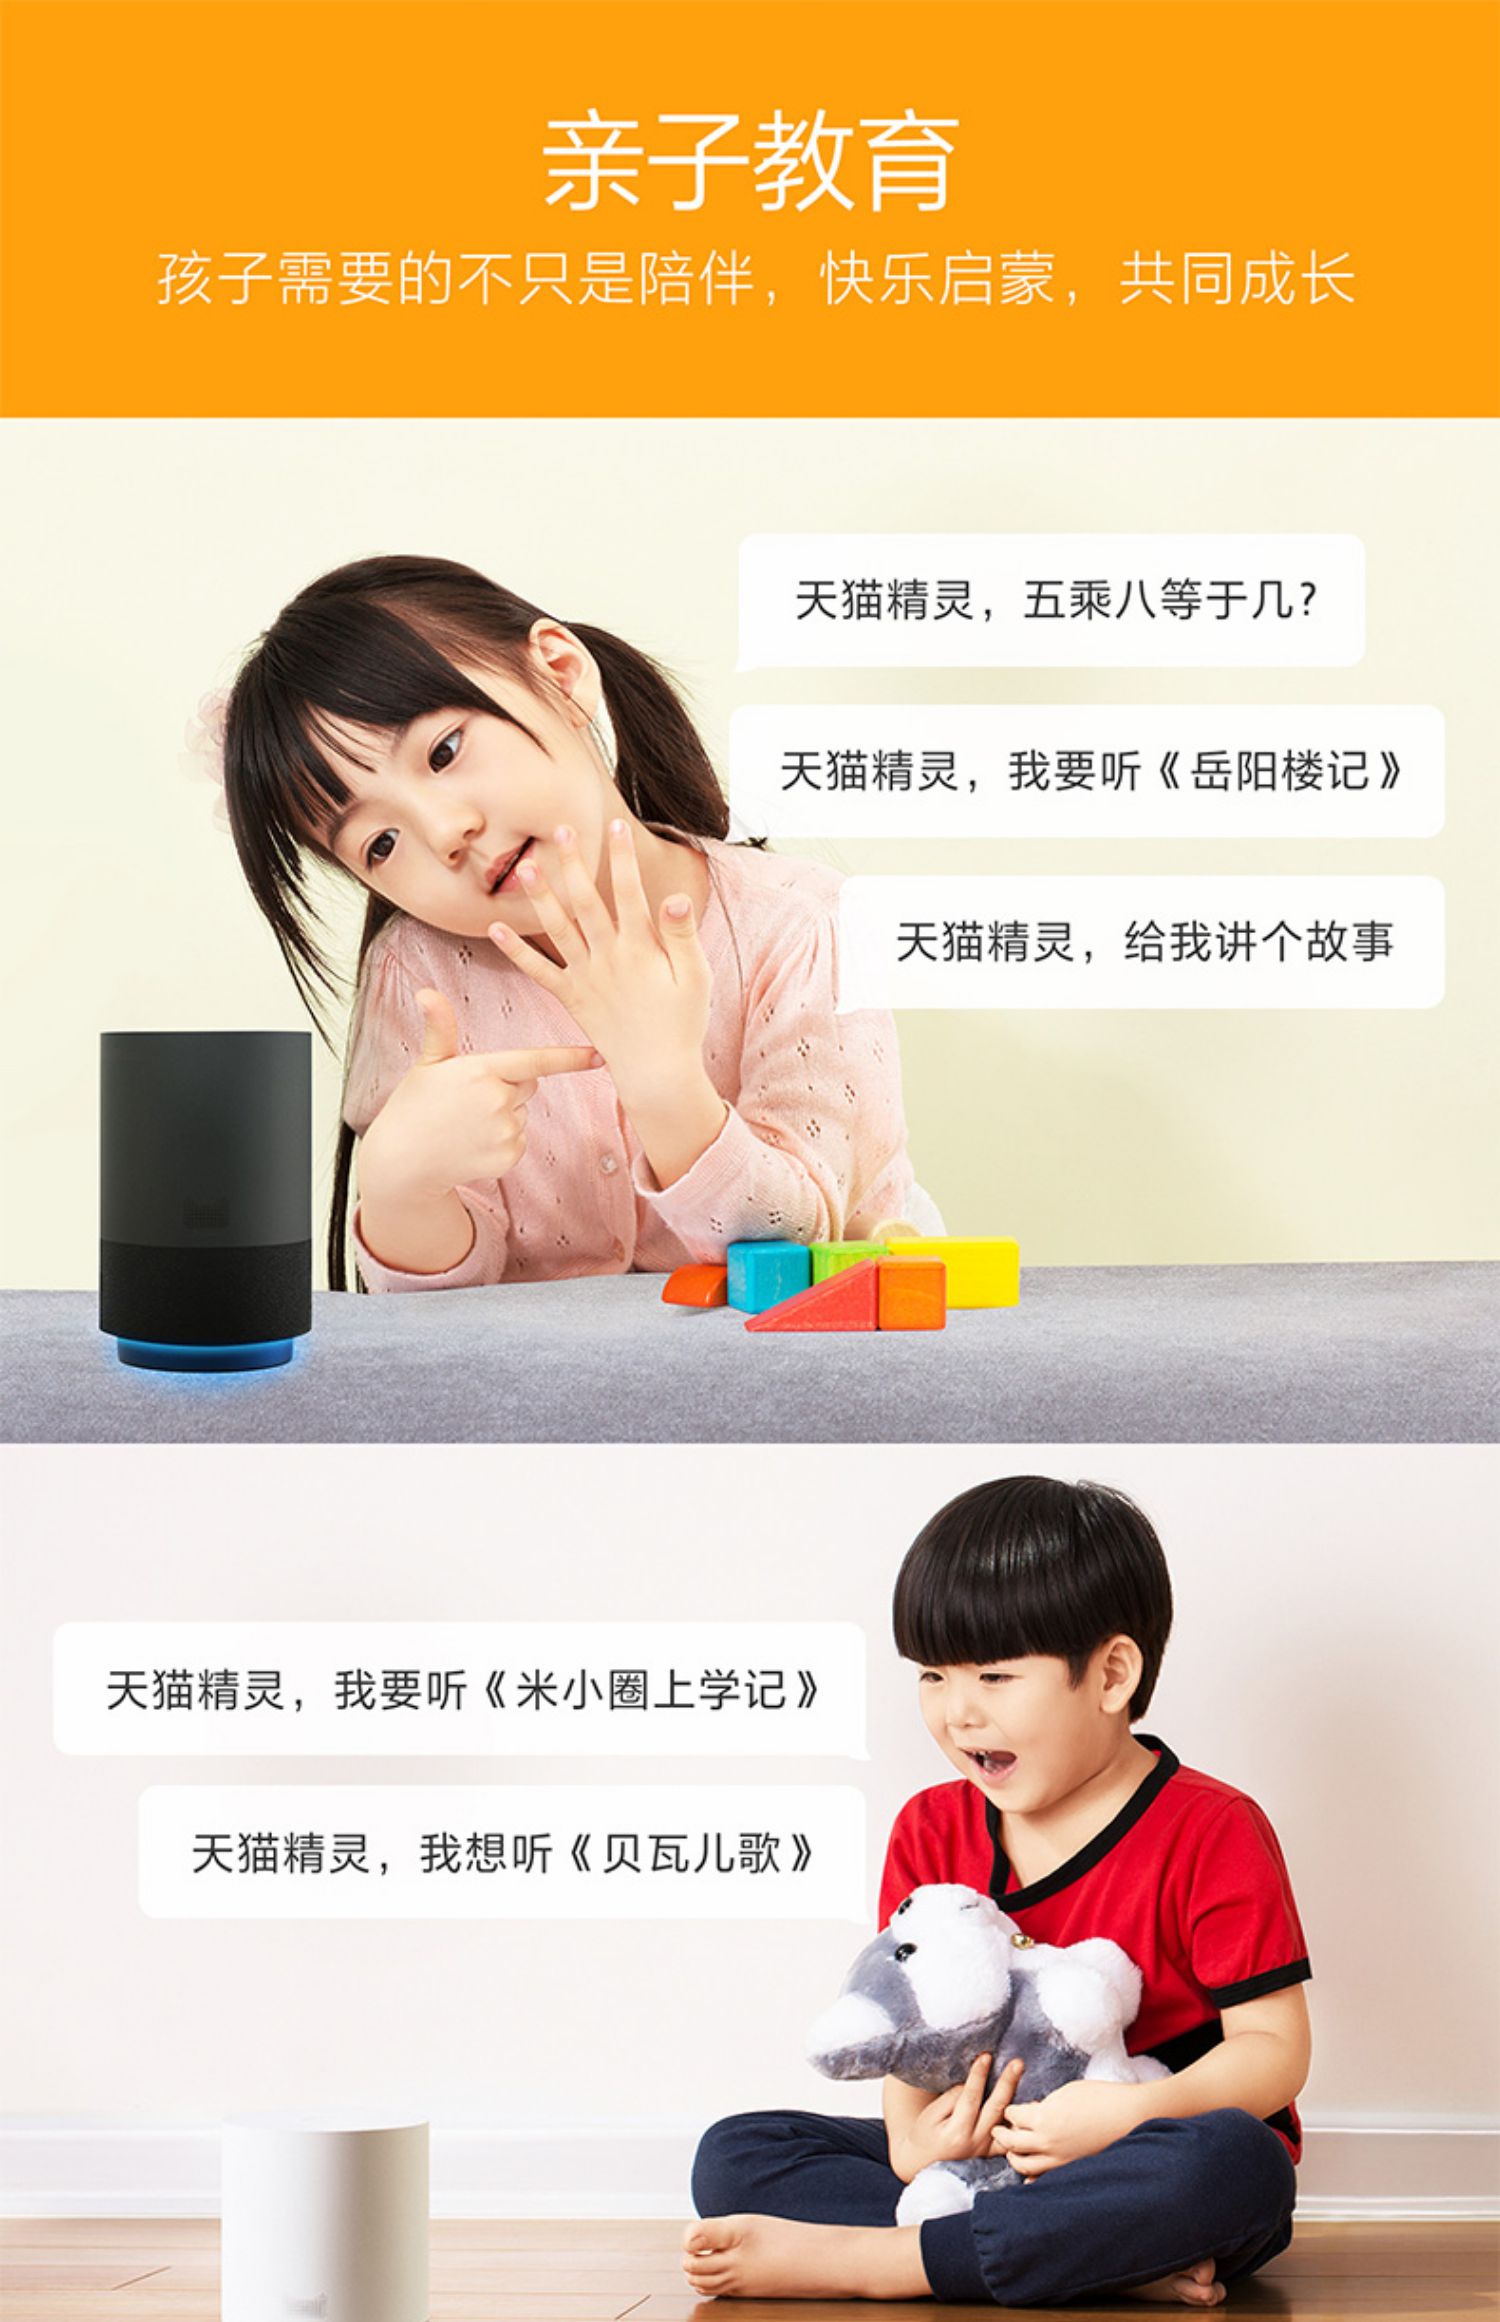 亲子教育
孩子需要的不只是陪伴，快乐启蒙，共同成长
天猫精灵，五乘八等于几？
天猫精灵，我要听《岳阳楼记》
天猫精灵，给我讲个故事
天猫精灵，我要听《米小圈上学记》
天猫精灵，我想听《贝瓦儿歌》